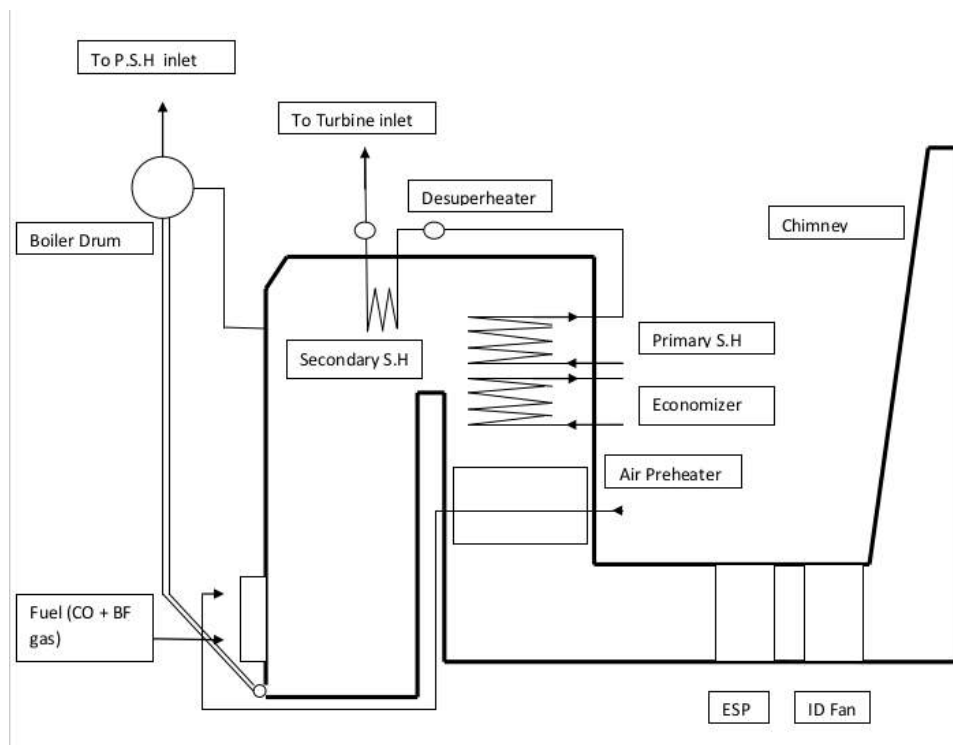 To P.S.H inlet
To Turbine inlet
Desuperheater
Chimney
Boiler Drum
Secondary S.H
Primary S.H
Economizer
Air Preheater
Fuel (CO + BF
gas)
ESP
ID Fan